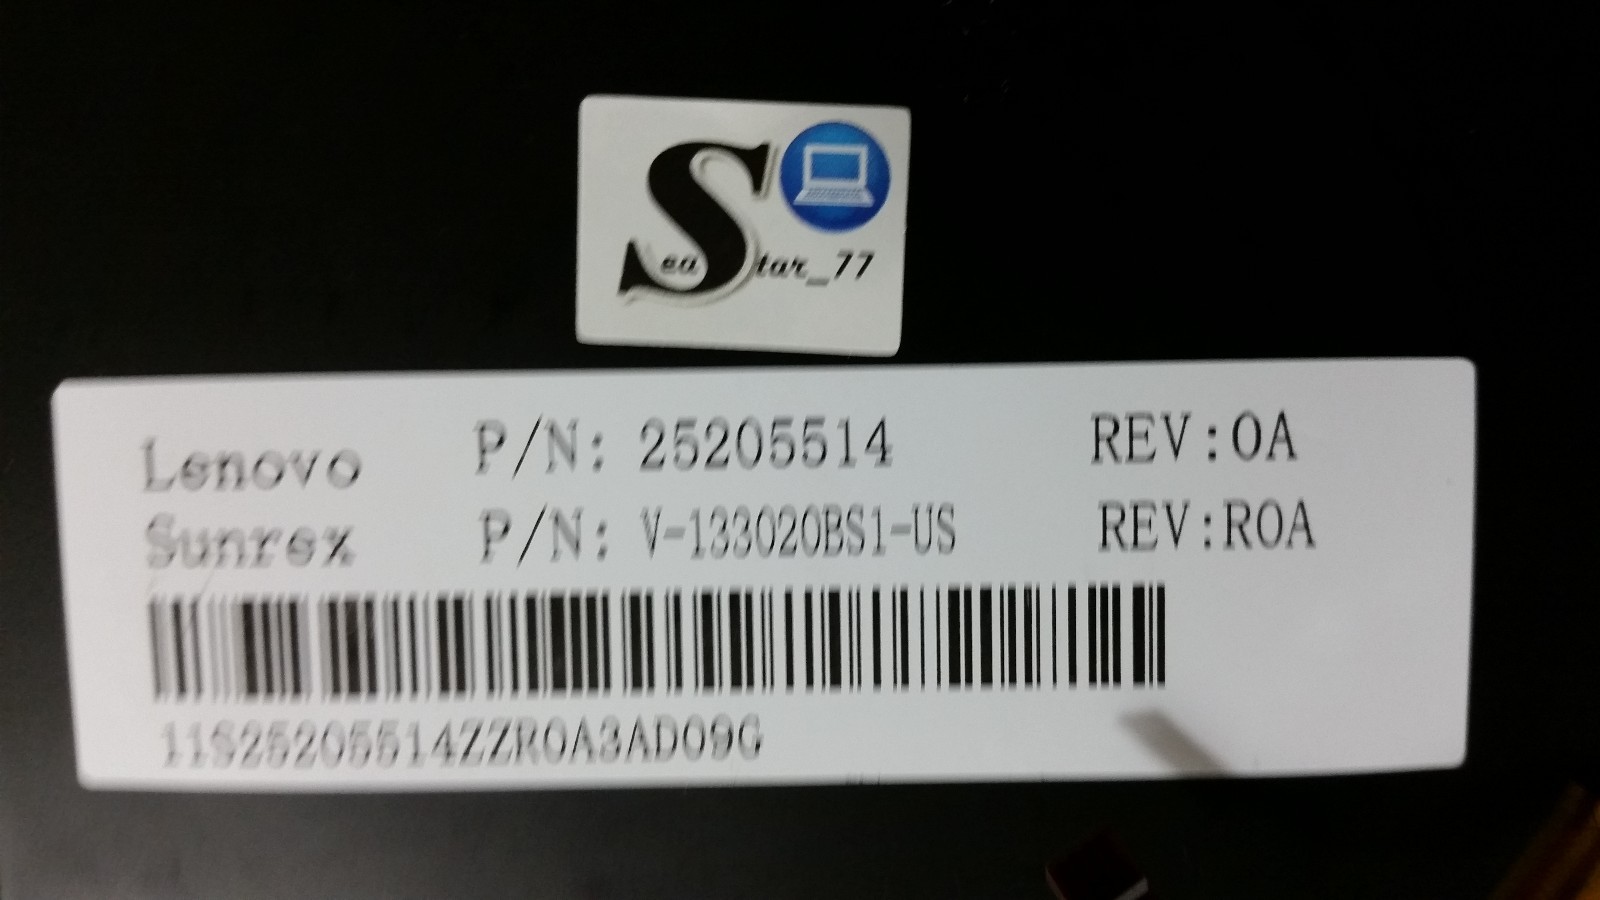 Sea Star_77
Lenovo P/N: 25205514 REV:0A
Sunrex P/N: V-133020BS1-US REV:R0A
11S25205514ZZR0A3AD09G